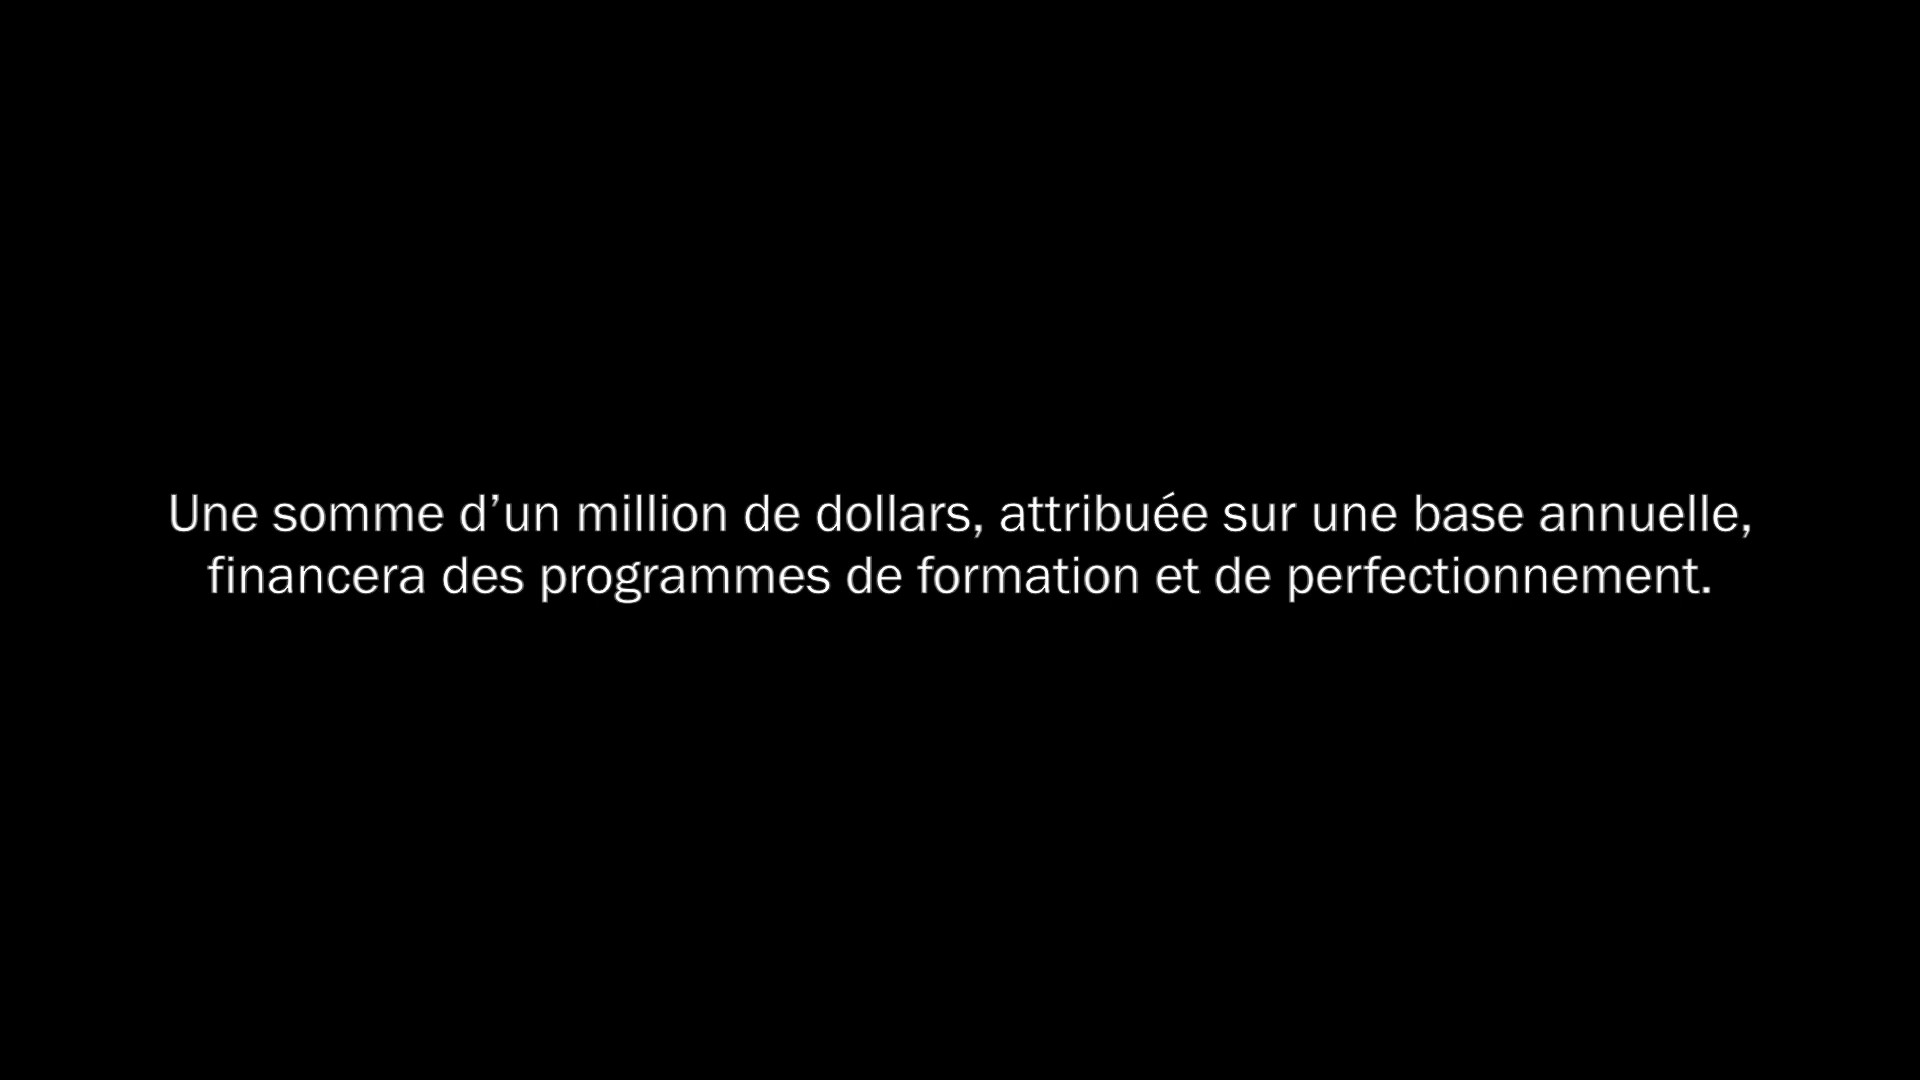 Une somme d’un million de dollars, attribuée sur une base annuelle,
financera des programmes de formation et de perfectionnement.